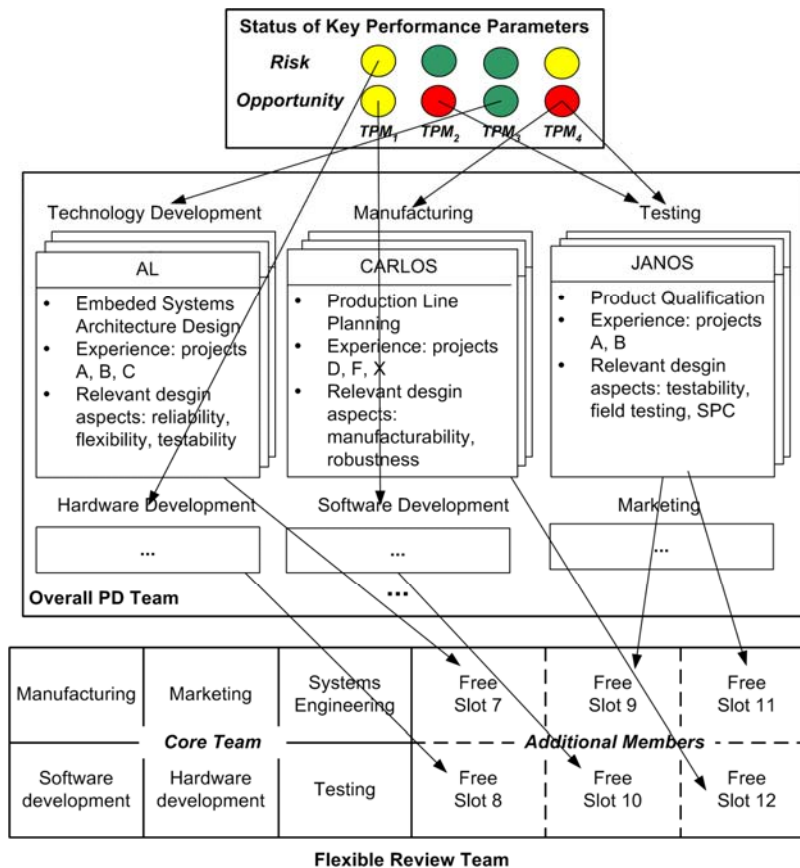 Status of Key Performance Parameters
Risk
Opportunity
TPM1 TPM2 TPM3 TPM4
Technology Development
Manufacturing
Testing
AL
• Embeded Systems
Architecture Design
• Experience: projects
A, B, C
• Relevant desgin
aspects: reliability,
flexibility, testability
CARLOS
• Production Line
Planning
• Experience: projects
D, F, X
• Relevant desgin
aspects:
manufacturability,
robustness
JANOS
• Product Qualification
• Experience: projects
A, B
• Relevant desgin
aspects: testability,
field testing, SPC
Hardware Development
Software Development
Marketing
...
...
...
...
Overall PD Team
Manufacturing
Marketing
Systems
Engineering
Free
Slot 7
Free
Slot 9
Free
Slot 11
Core Team
Additional Members
Software
development
Hardware
development
Testing
Free
Slot 8
Free
Slot 10
Free
Slot 12
Flexible Review Team